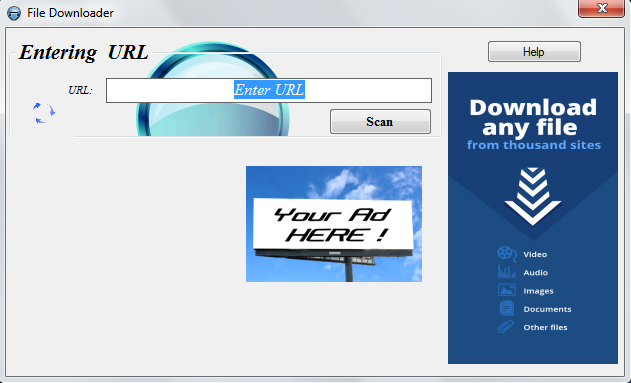 File Downloader
Entering URL
URL:
Enter URL
Scan
Help
Your Ad
HERE !
Download
any file
from thousand sites
Video
Audio
Images
Documents
Other files